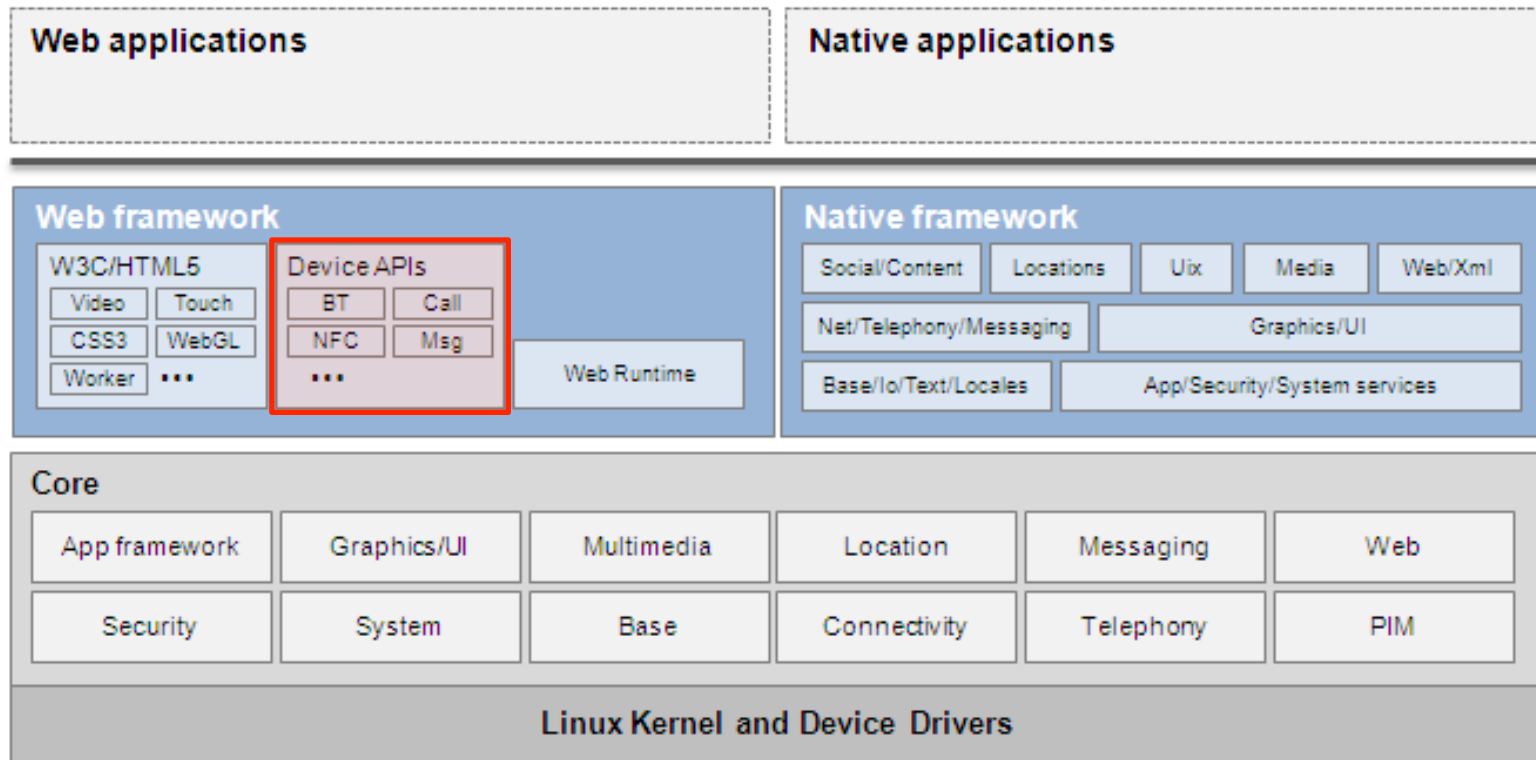 Web applications
Native applications
Web framework
W3C/HTML5
Video Touch
CSS3 WebGL
Worker •••
Device APIs
BT Call
NFC Msg
•••
Web Runtime
Native framework
Social/Content Locations Uix Media Web/Xml
Net/Telephony/Messaging Graphics/UI
Base/Io/Text/Locales App/Security/System services
Core
App framework Graphics/UI Multimedia Location Messaging Web
Security System Base Connectivity Telephony PIM
Linux Kernel and Device Drivers